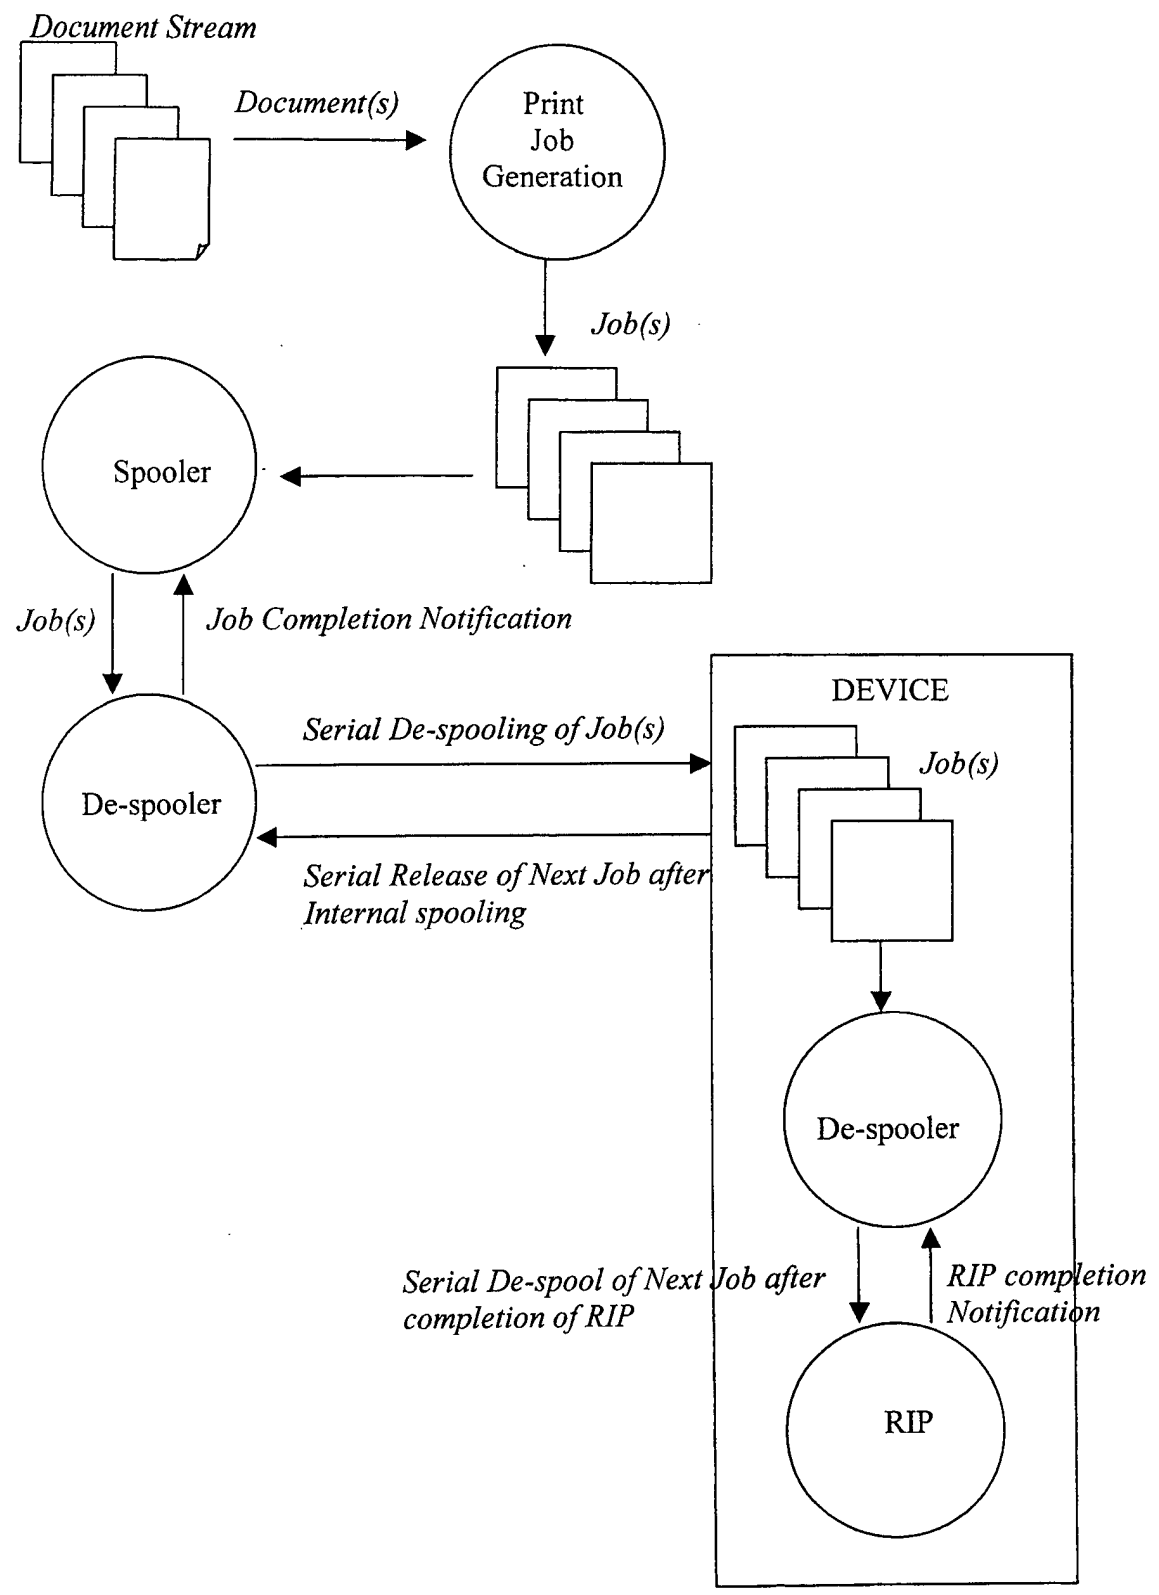 Document Stream
Document(s)
Print
Job
Generation
Job(s)
Spooler
Job(s)
Job Completion Notification
DEVICE
Serial De-spooling of Job(s)
Job(s)
De-spooler
Serial Release of Next Job after
Internal spooling
De-spooler
Serial De-spool of Next Job after
completion of RIP
RIP completion
Notification
RIP